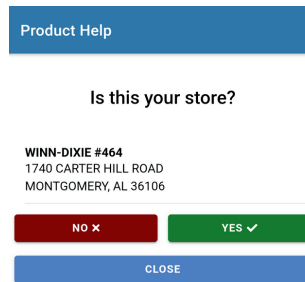 Product Help
Is this your store?
WINN-DIXIE #464
1740 CARTER HILL ROAD
MONTGOMERY, AL 36106
NO ✖
YES ✔
CLOSE